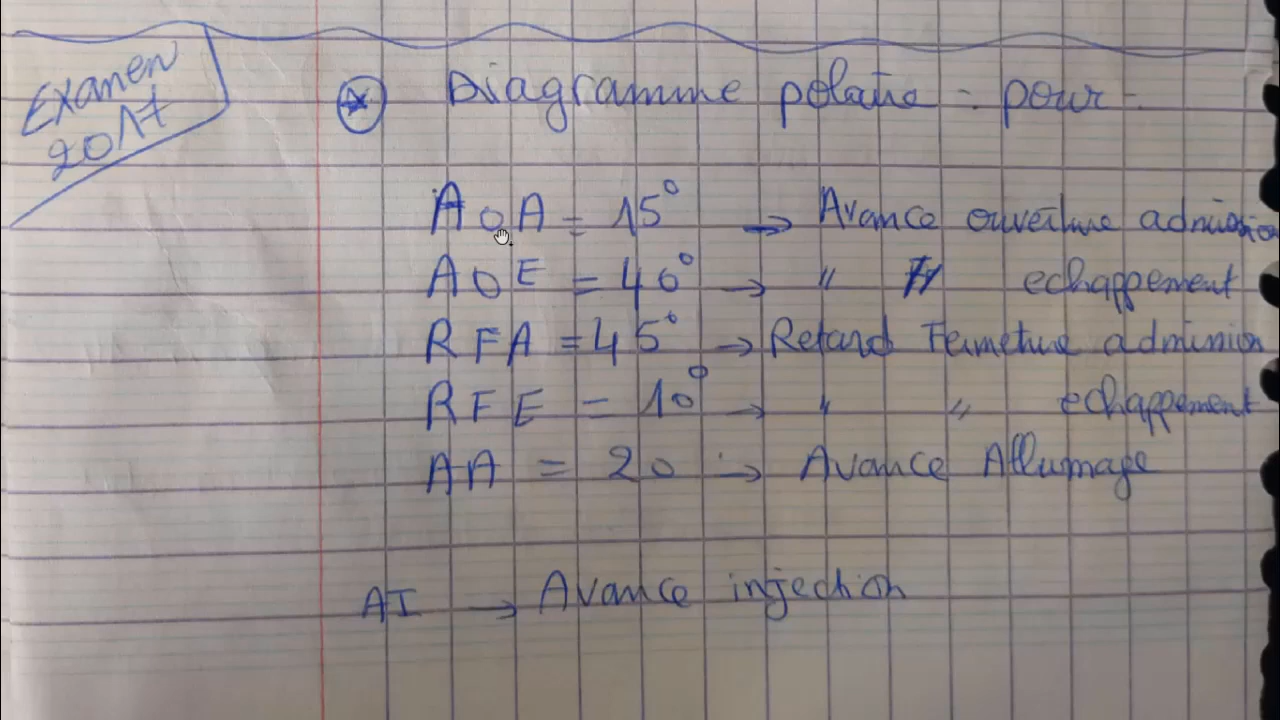 Examen
2017
Diagramme polaire - pour -
AOA = 15° → Avance ouverture admission
AOE = 40° → " " echappement
RFA = 45° → Retard Fermeture admission
RFE = 10° → " " echappement
AA = 20 → Avance Allumage
AI → Avance injection